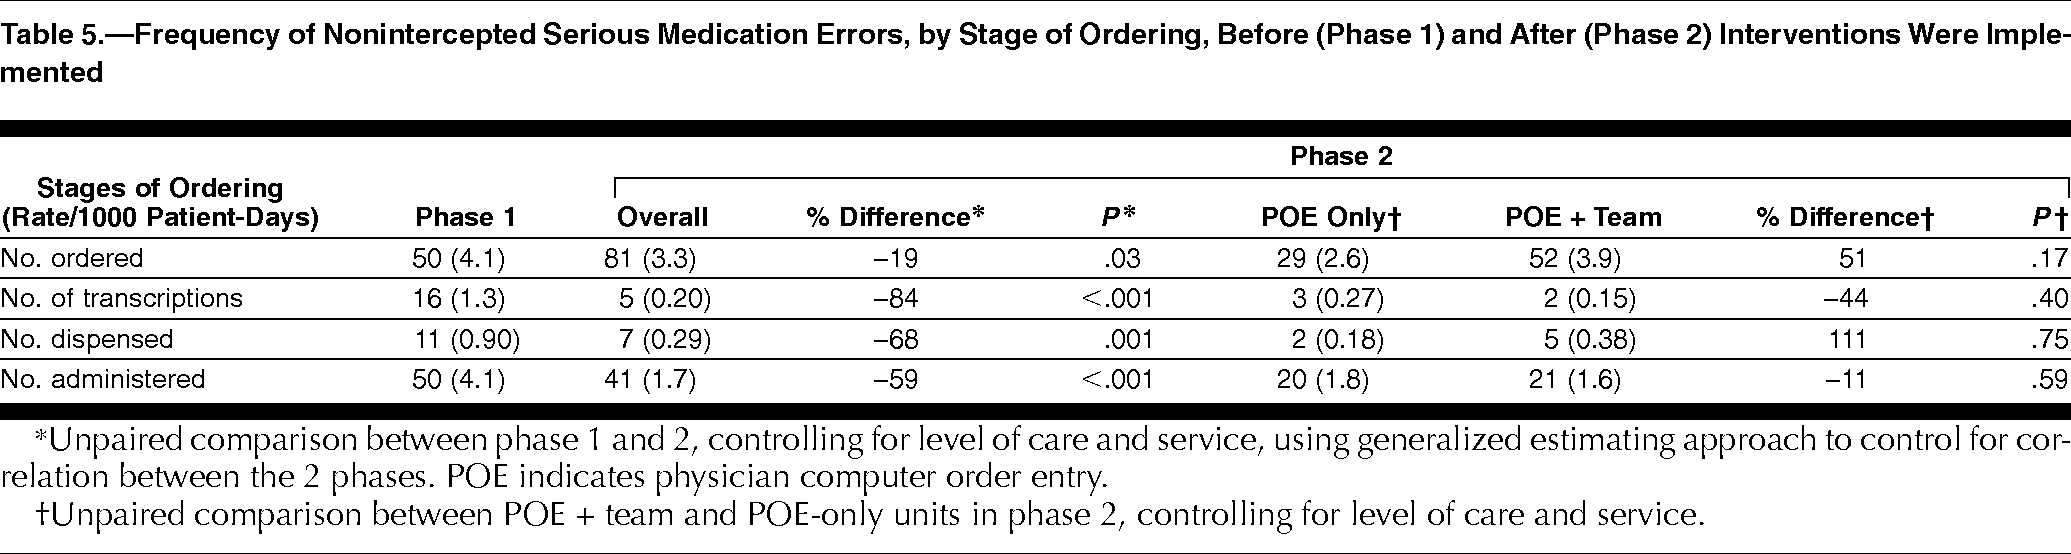 Table 5.—Frequency of Nonintercepted Serious Medication Errors, by Stage of Ordering, Before (Phase 1) and After (Phase 2) Interventions Were Imple-
mented
Phase 2
Stages of Ordering
(Rate/1000 Patient-Days) Phase 1 Overall % Difference* P* POE Only† POE + Team % Difference† P†
No. ordered 50 (4.1) 81 (3.3) –19 .03 29 (2.6) 52 (3.9) 51 .17
No. of transcriptions 16 (1.3) 5 (0.20) –84 <.001 3 (0.27) 2 (0.15) –44 .40
No. dispensed 11 (0.90) 7 (0.29) –68 .001 2 (0.18) 5 (0.38) 111 .75
No. administered 50 (4.1) 41 (1.7) –59 <.001 20 (1.8) 21 (1.6) –11 .59
*Unpaired comparison between phase 1 and 2, controlling for level of care and service, using generalized estimating approach to control for cor-
relation between the 2 phases. POE indicates physician computer order entry.
†Unpaired comparison between POE + team and POE-only units in phase 2, controlling for level of care and service.